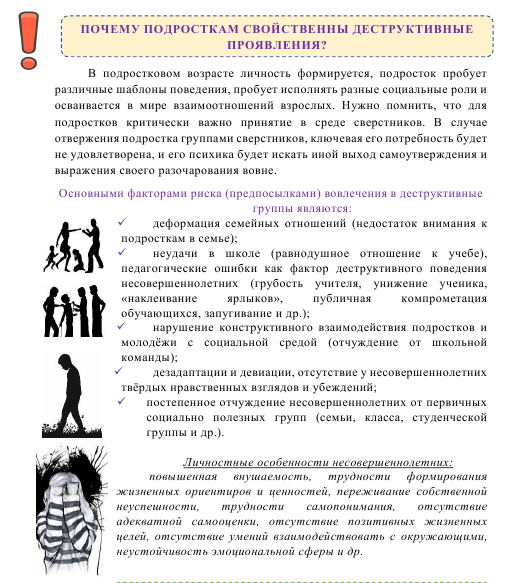 ПОЧЕМУ ПОДРОСТКАМ СВОЙСТВЕННЫ ДЕСТРУКТИВНЫЕ
ПРОЯВЛЕНИЯ?
В подростковом возрасте личность формируется, подросток пробует
различные шаблоны поведения, пробует исполнять разные социальные роли и
осваивается в мире взаимоотношений взрослых. Нужно помнить, что для
подростков критически важно принятие в среде сверстников. В случае
отвержения подростка группами сверстников, ключевая его потребность будет
не удовлетворена, и его психика будет искать иной выход самоутверждения и
выражения своего разочарования вовне.
Основными факторами риска (предпосылками) вовлечения в деструктивные
группы являются:
✓ деформация семейных отношений (недостаток внимания к
подросткам в семье);
✓ неудачи в школе (равнодушное отношение к учебе),
педагогические ошибки как фактор деструктивного поведения
несовершеннолетних (грубость учителя, унижение ученика,
«наклеивание ярлыков», публичная компрометация
обучающихся, запугивание и др.);
✓ нарушение конструктивного взаимодействия подростков и
молодёжи с социальной средой (отчуждение от школьной
команды);
✓ дезадаптации и девиации, отсутствие у несовершеннолетних
твёрдых нравственных взглядов и убеждений;
✓ постепенное отчуждение несовершеннолетних от первичных
социально полезных групп (семьи, класса, студенческой
группы и др.).
Личностные особенности несовершеннолетних:
повышенная внушаемость, трудности формирования
жизненных ориентиров и ценностей, переживание собственной
неуспешности, трудности самопонимания, отсутствие
адекватной самооценки, отсутствие позитивных жизненных
целей, отсутствие умений взаимодействовать с окружающими,
неустойчивость эмоциональной сферы и др.